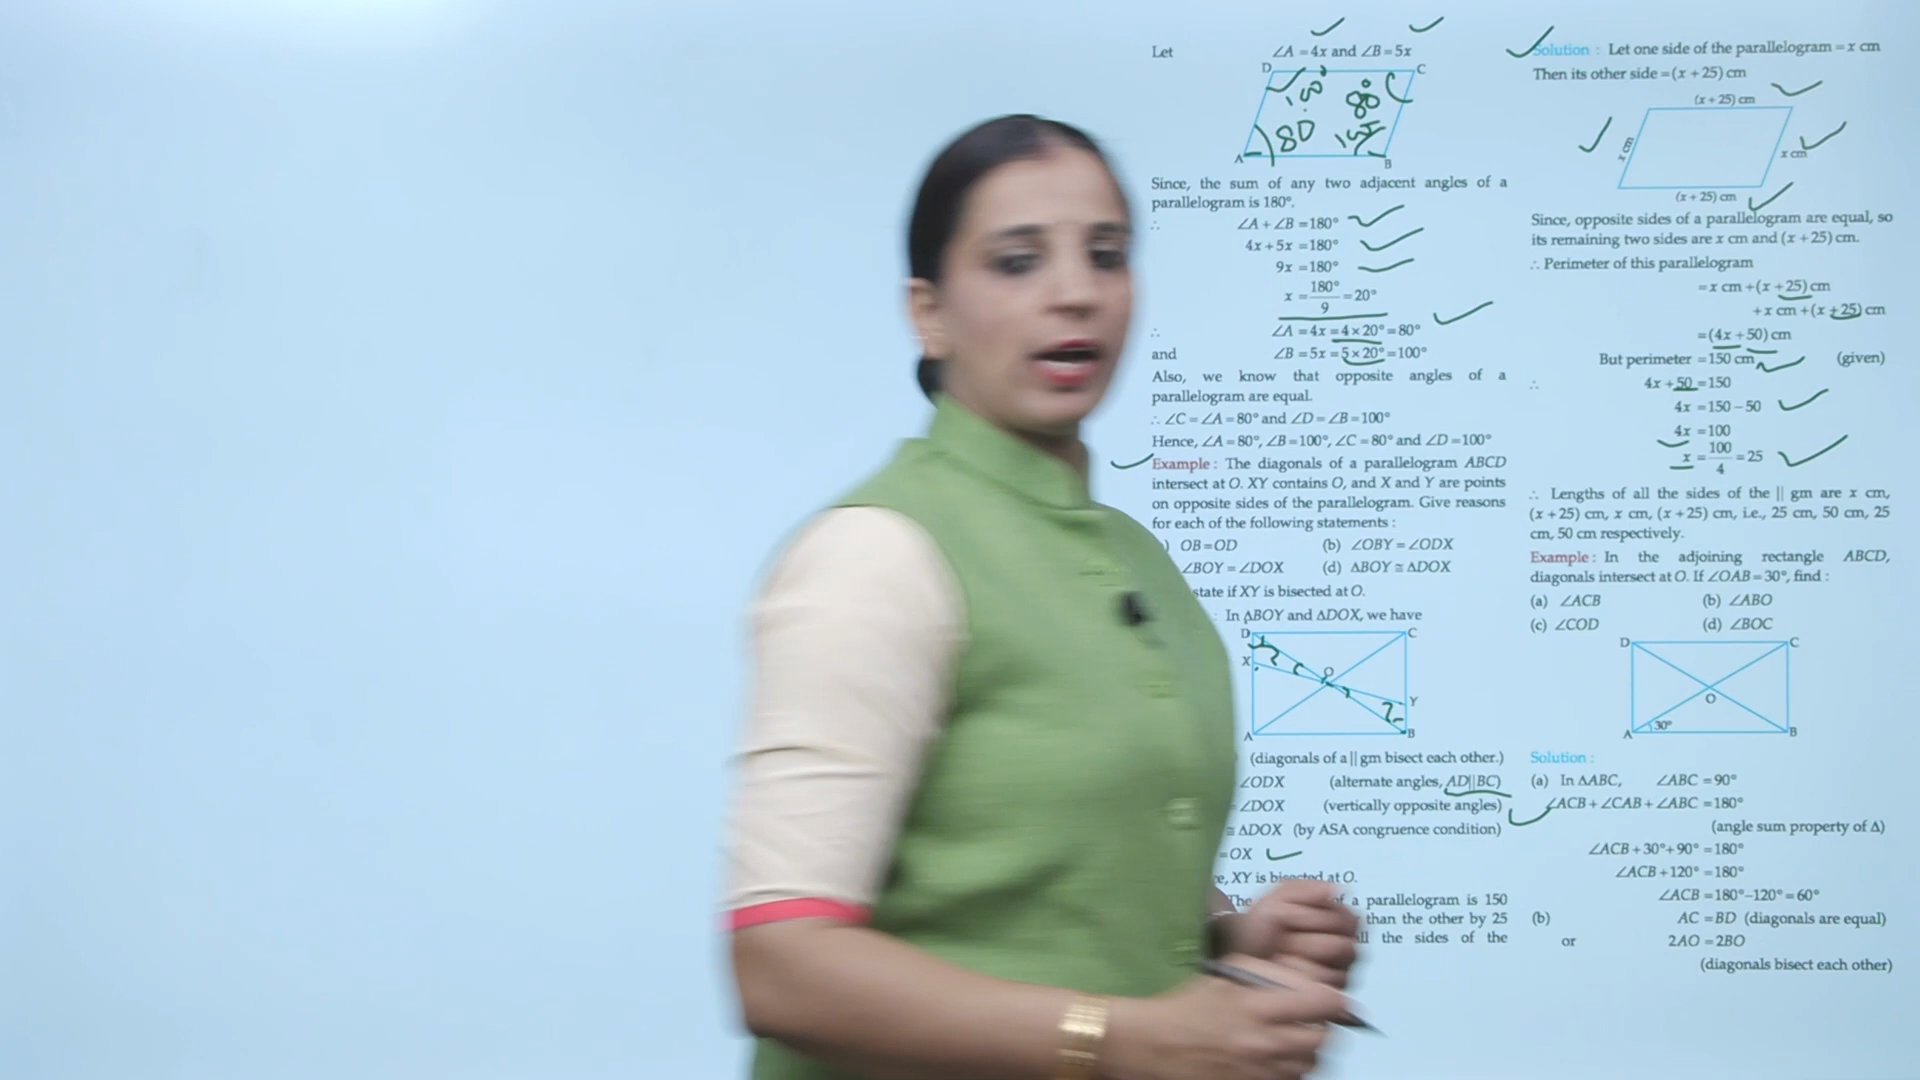 Let ∠A = 4x and ∠B = 5x
D C
100° 80°
80
A B
Since, the sum of any two adjacent angles of a
parallelogram is 180°.
∴ ∠A + ∠B = 180°
4x + 5x = 180°
9x = 180°
x = 180°/9 = 20°
∴ ∠A = 4x = 4 × 20° = 80°
and ∠B = 5x = 5 × 20° = 100°
Also, we know that opposite angles of a
parallelogram are equal.
∴ ∠C = ∠A = 80° and ∠D = ∠B = 100°
Hence, ∠A = 80°, ∠B = 100°, ∠C = 80° and ∠D = 100°
Example : The diagonals of a parallelogram ABCD
intersect at O. XY contains O, and X and Y are points
on opposite sides of the parallelogram. Give reasons
for each of the following statements :
) OB = OD (b) ∠OBY = ∠ODX
∠BOY = ∠DOX (d) ΔBOY ≅ ΔDOX
state if XY is bisected at O.
: In ΔBOY and ΔDOX, we have
D C
X O
Y
A B
(diagonals of a || gm bisect each other.)
∠ODX (alternate angles, AD||BC)
∠DOX (vertically opposite angles)
≅ ΔDOX (by ASA congruence condition)
= OX
XY is bisected at O.
The of a parallelogram is 150
than the other by 25
the sides of the
Solution : Let one side of the parallelogram = x cm
Then its other side = (x + 25) cm
(x + 25) cm
x cm x cm
(x + 25) cm
Since, opposite sides of a parallelogram are equal, so
its remaining two sides are x cm and (x + 25) cm.
∴ Perimeter of this parallelogram
= x cm + (x + 25) cm
+ x cm + (x + 25) cm
= (4x + 50) cm
But perimeter = 150 cm (given)
∴ 4x + 50 = 150
4x = 150 – 50
4x = 100
x = 100/4 = 25
∴ Lengths of all the sides of the || gm are x cm,
(x + 25) cm, x cm, (x + 25) cm, i.e., 25 cm, 50 cm, 25
cm, 50 cm respectively.
Example : In the adjoining rectangle ABCD,
diagonals intersect at O. If ∠OAB = 30°, find :
(a) ∠ACB (b) ∠ABO
(c) ∠COD (d) ∠BOC
D C
O
30°
A B
Solution :
(a) In ΔABC, ∠ABC = 90°
∠ACB + ∠CAB + ∠ABC = 180°
(angle sum property of Δ)
∠ACB + 30° + 90° = 180°
∠ACB + 120° = 180°
∠ACB = 180° – 120° = 60°
(b) AC = BD (diagonals are equal)
or 2AO = 2BO
(diagonals bisect each other)